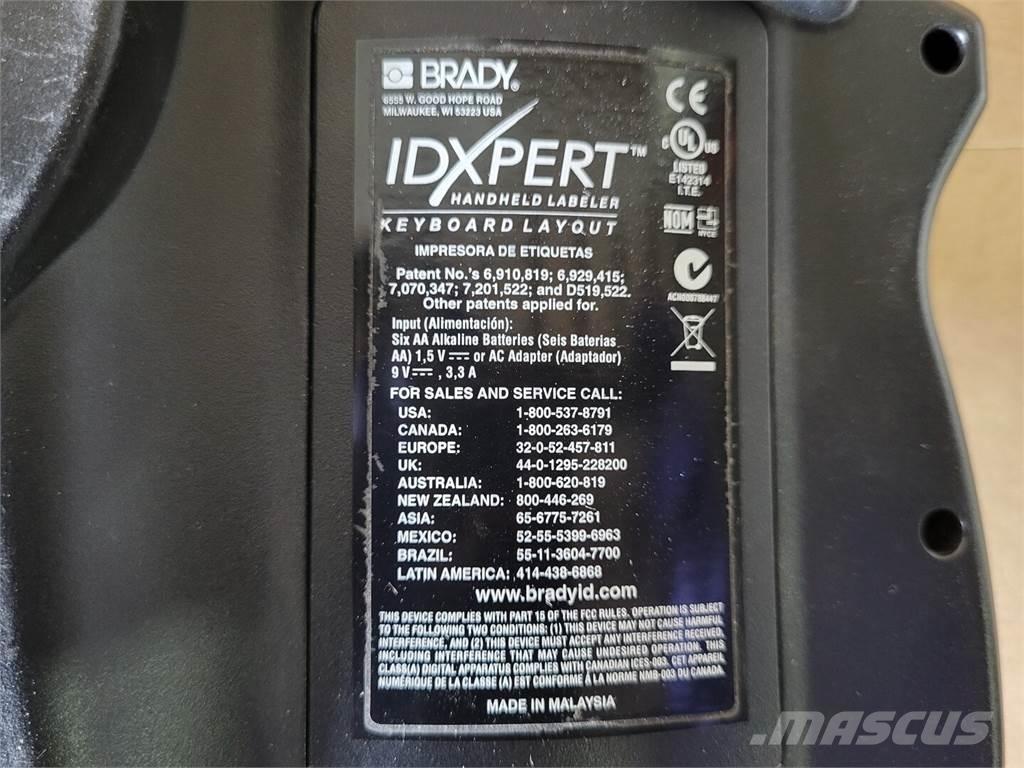 BRADY®
6555 W. GOOD HOPE ROAD
MILWAUKEE, WI 53223 USA
IDXPERT™
HANDHELD LABELER
KEYBOARD LAYOUT
IMPRESORA DE ETIQUETAS
Patent No.'s 6,910,819; 6,929,415;
7,070,347; 7,201,522; and D519,522.
Other patents applied for.
Input (Alimentación):
Six AA Alkaline Batteries (Seis Baterias
AA) 1,5 V or AC Adapter (Adaptador)
9 V , 3,3 A
FOR SALES AND SERVICE CALL:
USA: 1-800-537-8791
CANADA: 1-800-263-6179
EUROPE: 32-0-52-457-811
UK: 44-0-1295-228200
AUSTRALIA: 1-800-620-819
NEW ZEALAND: 800-446-269
ASIA: 65-6775-7261
MEXICO: 52-55-5399-6963
BRAZIL: 55-11-3604-7700
LATIN AMERICA: 414-438-6868
www.bradyid.com
THIS DEVICE COMPLIES WITH PART 15 OF THE FCC RULES. OPERATION IS SUBJECT
TO THE FOLLOWING TWO CONDITIONS: (1) THIS DEVICE MAY NOT CAUSE HARMFUL
INTERFERENCE, AND (2) THIS DEVICE MUST ACCEPT ANY INTERFERENCE RECEIVED,
INCLUDING INTERFERENCE THAT MAY CAUSE UNDESIRED OPERATION. THIS
CLASS(A) DIGITAL APPARATUS COMPLIES WITH CANADIAN ICES-003. CET APPAREIL
NUMÉRIQUE DE LA CLASSE (A) EST CONFORME À LA NORME NMB-003 DU CANADA.
MADE IN MALAYSIA
CE
C UL US
LISTED
E142314
I.T.E.
NOM
NYCE
MASCUS